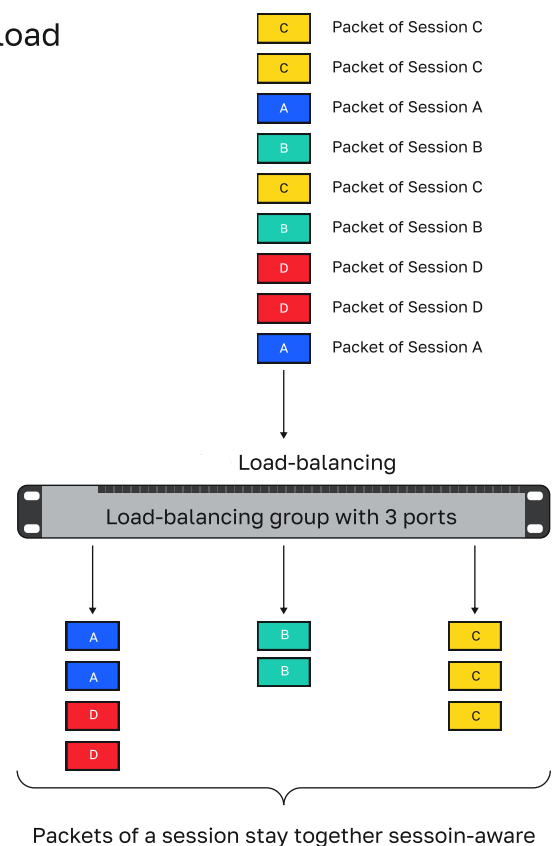 load
C Packet of Session C
C Packet of Session C
A Packet of Session A
B Packet of Session B
C Packet of Session C
B Packet of Session B
D Packet of Session D
D Packet of Session D
A Packet of Session A
Load-balancing
Load-balancing group with 3 ports
A B C
A B C
D C
D
Packets of a session stay together sessoin-aware